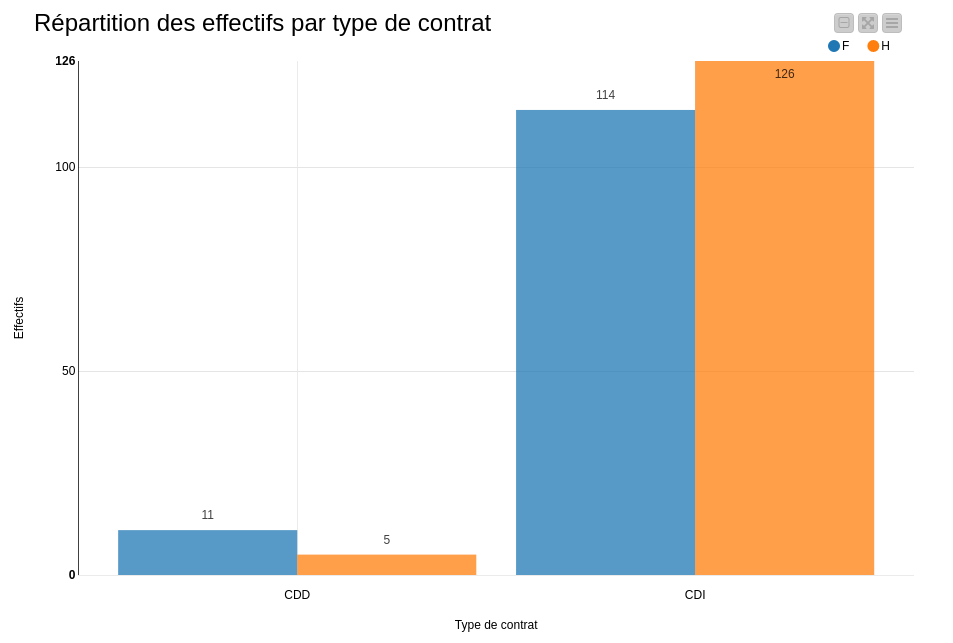 Répartition des effectifs par type de contrat
F
H
126
126
114
100
Effectifs
50
11
5
0
CDD
CDI
Type de contrat